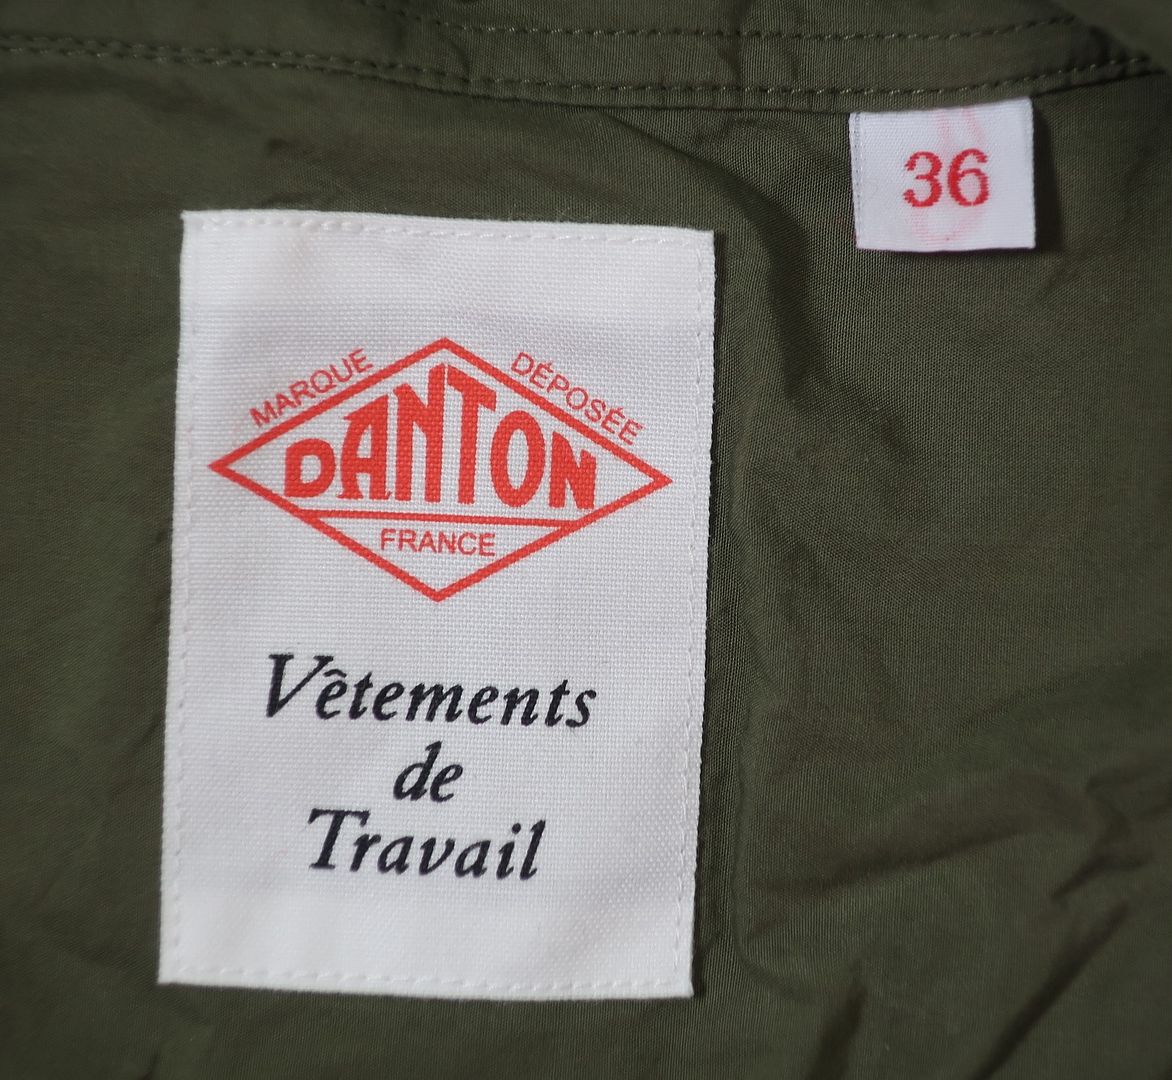 36
MARQUE DÉPOSÉE
DANTON
FRANCE
Vêtements
de
Travail